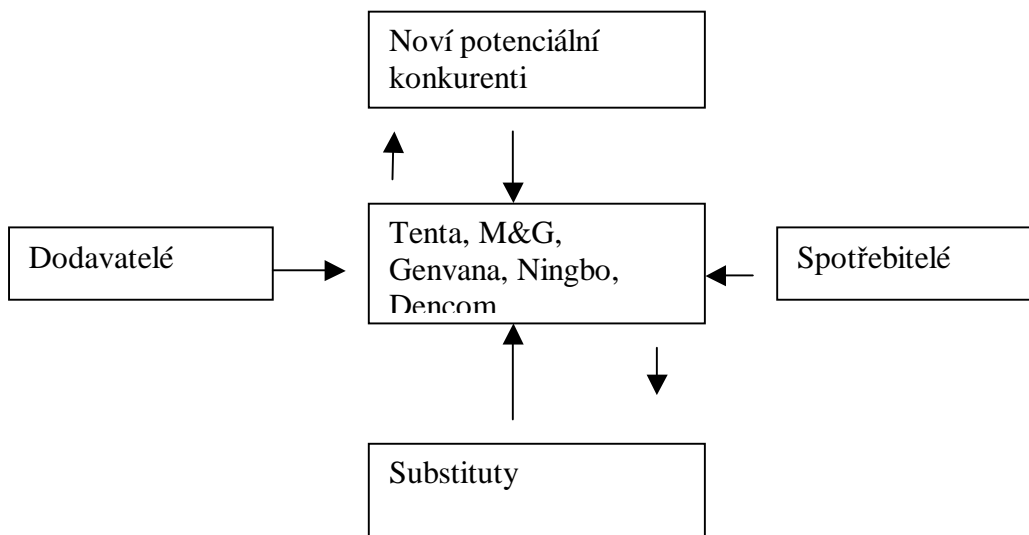 Noví potenciální
konkurenti
Dodavatelé
Tenta, M&G,
Genvana, Ningbo,
Dencom
Spotřebitelé
Substituty